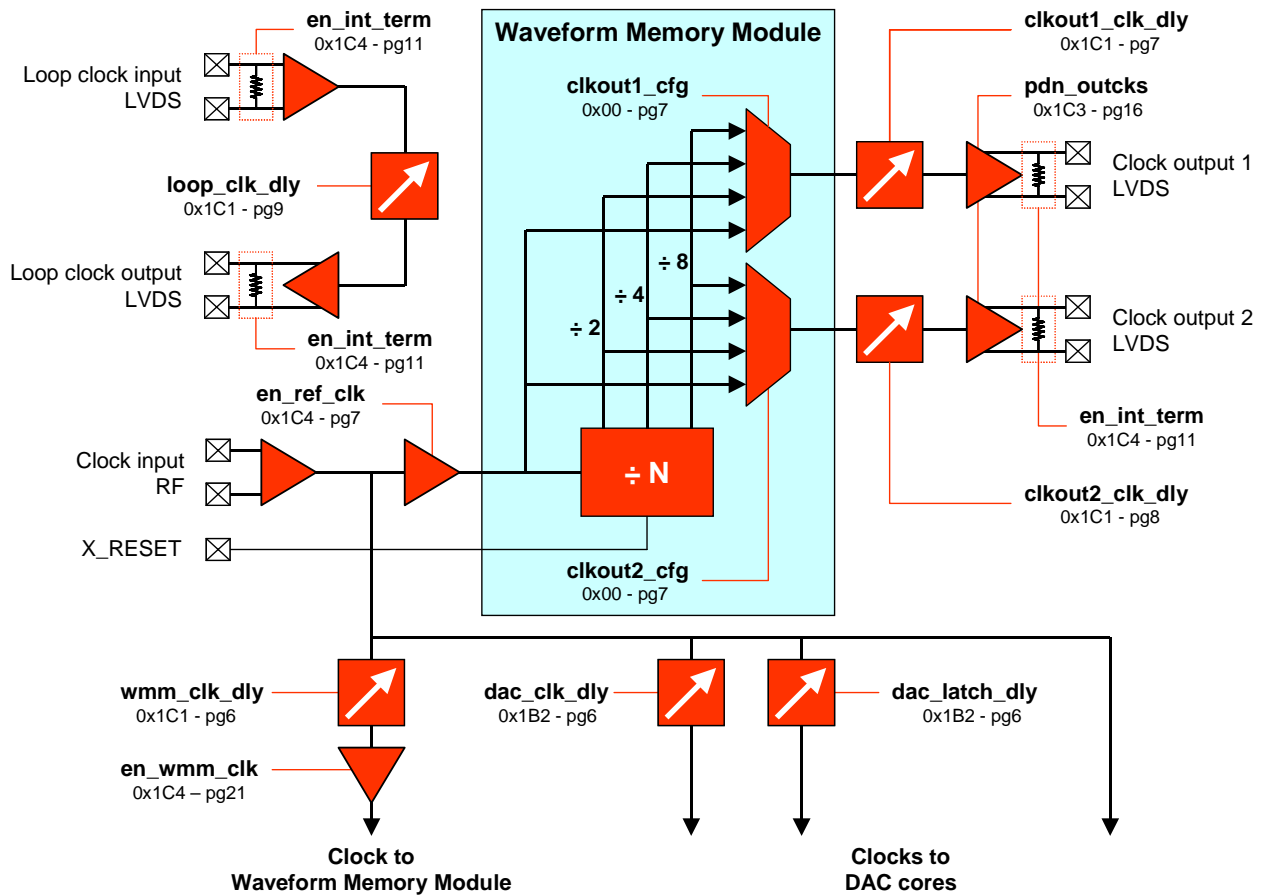 en_int_term
0x1C4 - pg11
Loop clock input
LVDS
loop_clk_dly
0x1C1 - pg9
Loop clock output
LVDS
en_int_term
0x1C4 - pg11
en_ref_clk
0x1C4 - pg7
Clock input
RF
X_RESET
Waveform Memory Module
clkout1_cfg
0x00 - pg7
÷ 8
÷ 4
÷ 2
÷ N
clkout2_cfg
0x00 - pg7
clkout1_clk_dly
0x1C1 - pg7
pdn_outcks
0x1C3 - pg16
Clock output 1
LVDS
Clock output 2
LVDS
en_int_term
0x1C4 - pg11
clkout2_clk_dly
0x1C1 - pg8
wmm_clk_dly
0x1C1 - pg6
en_wmm_clk
0x1C4 – pg21
dac_clk_dly
0x1B2 - pg6
dac_latch_dly
0x1B2 - pg6
Clock to
Waveform Memory Module
Clocks to
DAC cores